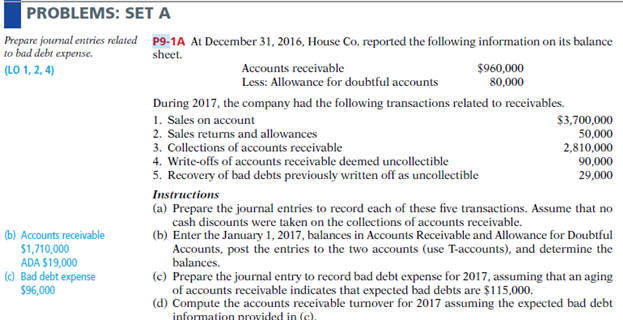 PROBLEMS: SET A
Prepare journal entries related
to bad debt expense.
(LO 1, 2, 4)
P9-1A At December 31, 2016, House Co. reported the following information on its balance
sheet.
Accounts receivable $960,000
Less: Allowance for doubtful accounts 80,000
During 2017, the company had the following transactions related to receivables.
1. Sales on account $3,700,000
2. Sales returns and allowances 50,000
3. Collections of accounts receivable 2,810,000
4. Write-offs of accounts receivable deemed uncollectible 90,000
5. Recovery of bad debts previously written off as uncollectible 29,000
Instructions
(a) Prepare the journal entries to record each of these five transactions. Assume that no
cash discounts were taken on the collections of accounts receivable.
(b) Accounts receivable
$1,710,000
ADA $19,000
(b) Enter the January 1, 2017, balances in Accounts Receivable and Allowance for Doubtful
Accounts, post the entries to the two accounts (use T-accounts), and determine the
balances.
(c) Bad debt expense
$96,000
(c) Prepare the journal entry to record bad debt expense for 2017, assuming that an aging
of accounts receivable indicates that expected bad debts are $115,000.
(d) Compute the accounts receivable turnover for 2017 assuming the expected bad debt
information provided in (c).